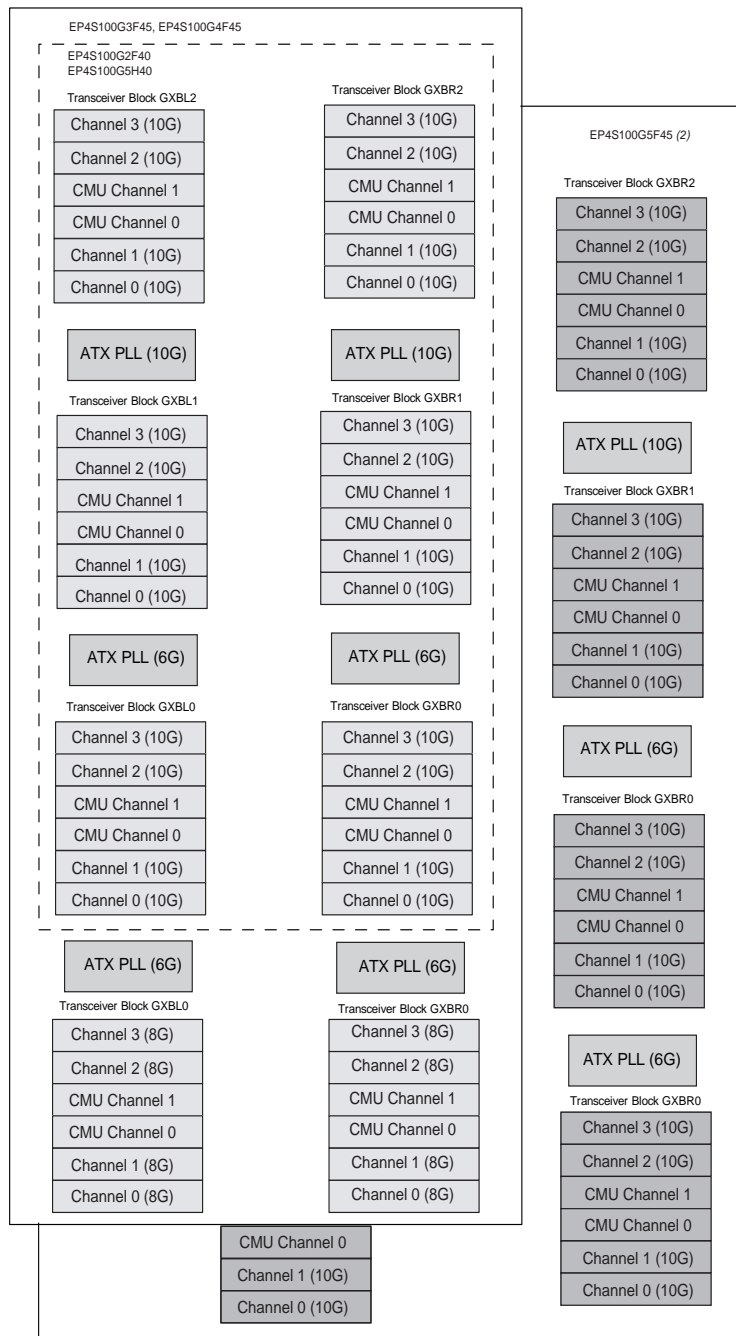 EP4S100G3F45, EP4S100G4F45
EP4S100G2F40
EP4S100G5H40
Transceiver Block GXBL2
Channel 3 (10G)
Channel 2 (10G)
CMU Channel 1
CMU Channel 0
Channel 1 (10G)
Channel 0 (10G)
ATX PLL (10G)
Transceiver Block GXBL1
Channel 3 (10G)
Channel 2 (10G)
CMU Channel 1
CMU Channel 0
Channel 1 (10G)
Channel 0 (10G)
ATX PLL (6G)
Transceiver Block GXBL0
Channel 3 (10G)
Channel 2 (10G)
CMU Channel 1
CMU Channel 0
Channel 1 (10G)
Channel 0 (10G)
ATX PLL (6G)
Transceiver Block GXBL0
Channel 3 (8G)
Channel 2 (8G)
CMU Channel 1
CMU Channel 0
Channel 1 (8G)
Channel 0 (8G)
Transceiver Block GXBR2
Channel 3 (10G)
Channel 2 (10G)
CMU Channel 1
CMU Channel 0
Channel 1 (10G)
Channel 0 (10G)
ATX PLL (10G)
Transceiver Block GXBR1
Channel 3 (10G)
Channel 2 (10G)
CMU Channel 1
CMU Channel 0
Channel 1 (10G)
Channel 0 (10G)
ATX PLL (6G)
Transceiver Block GXBR0
Channel 3 (10G)
Channel 2 (10G)
CMU Channel 1
CMU Channel 0
Channel 1 (10G)
Channel 0 (10G)
ATX PLL (6G)
Transceiver Block GXBR0
Channel 3 (8G)
Channel 2 (8G)
CMU Channel 1
CMU Channel 0
Channel 1 (8G)
Channel 0 (8G)
CMU Channel 0
Channel 1 (10G)
Channel 0 (10G)
EP4S100G5F45 (2)
Transceiver Block GXBR2
Channel 3 (10G)
Channel 2 (10G)
CMU Channel 1
CMU Channel 0
Channel 1 (10G)
Channel 0 (10G)
ATX PLL (10G)
Transceiver Block GXBR1
Channel 3 (10G)
Channel 2 (10G)
CMU Channel 1
CMU Channel 0
Channel 1 (10G)
Channel 0 (10G)
ATX PLL (6G)
Transceiver Block GXBR0
Channel 3 (10G)
Channel 2 (10G)
CMU Channel 1
CMU Channel 0
Channel 1 (10G)
Channel 0 (10G)
ATX PLL (6G)
Transceiver Block GXBR0
Channel 3 (10G)
Channel 2 (10G)
CMU Channel 1
CMU Channel 0
Channel 1 (10G)
Channel 0 (10G)